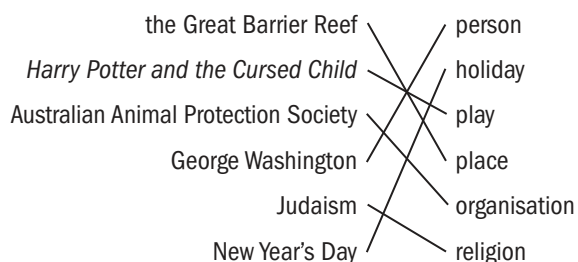 the Great Barrier Reef person
Harry Potter and the Cursed Child holiday
Australian Animal Protection Society play
George Washington place
Judaism organisation
New Year’s Day religion